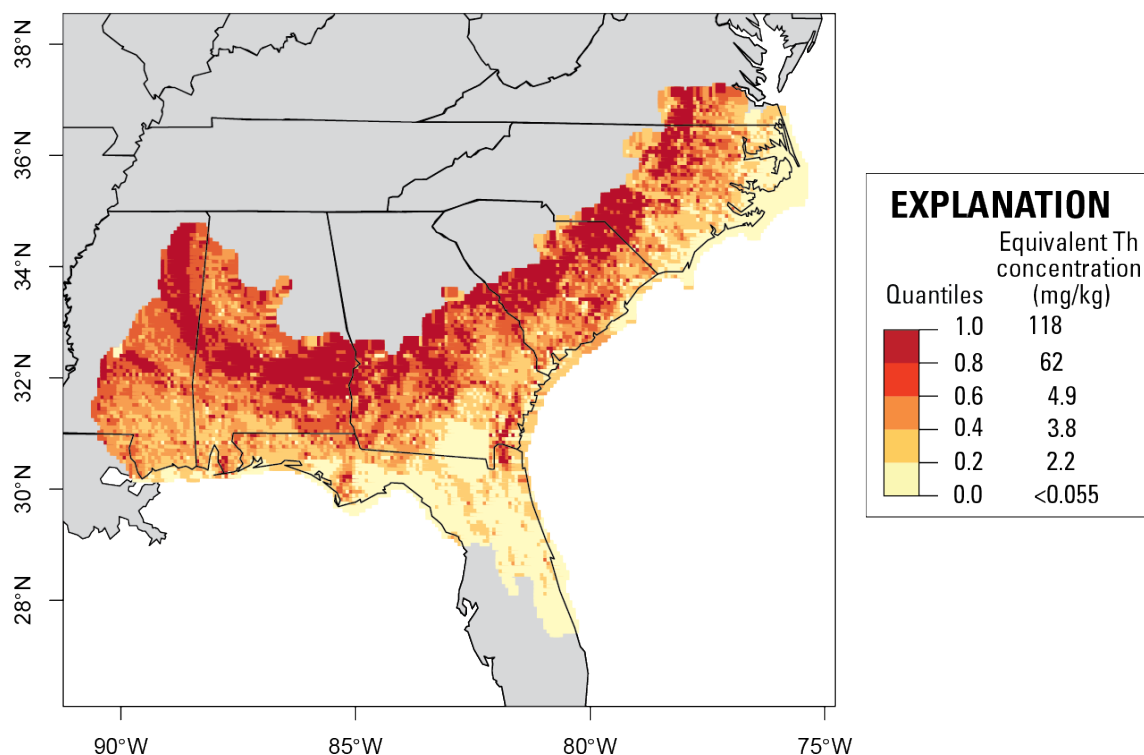 38°N
36°N
34°N
32°N
30°N
28°N
90°W 85°W 80°W 75°W
EXPLANATION
Equivalent Th
concentration
(mg/kg)
Quantiles
1.0 118
0.8 62
0.6 4.9
0.4 3.8
0.2 2.2
0.0 <0.055